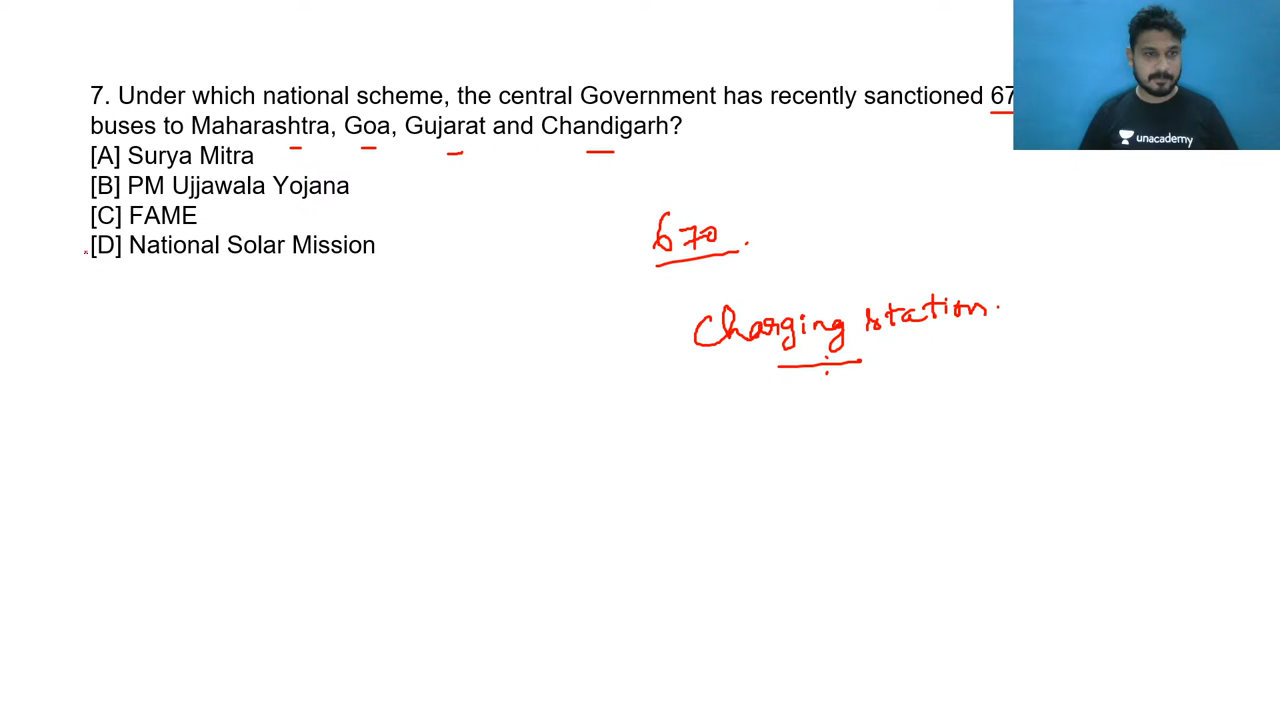 7. Under which national scheme, the central Government has recently sanctioned 67
buses to Maharashtra, Goa, Gujarat and Chandigarh?
[A] Surya Mitra
[B] PM Ujjawala Yojana
[C] FAME
[D] National Solar Mission
670.
Charging station.
unacademy